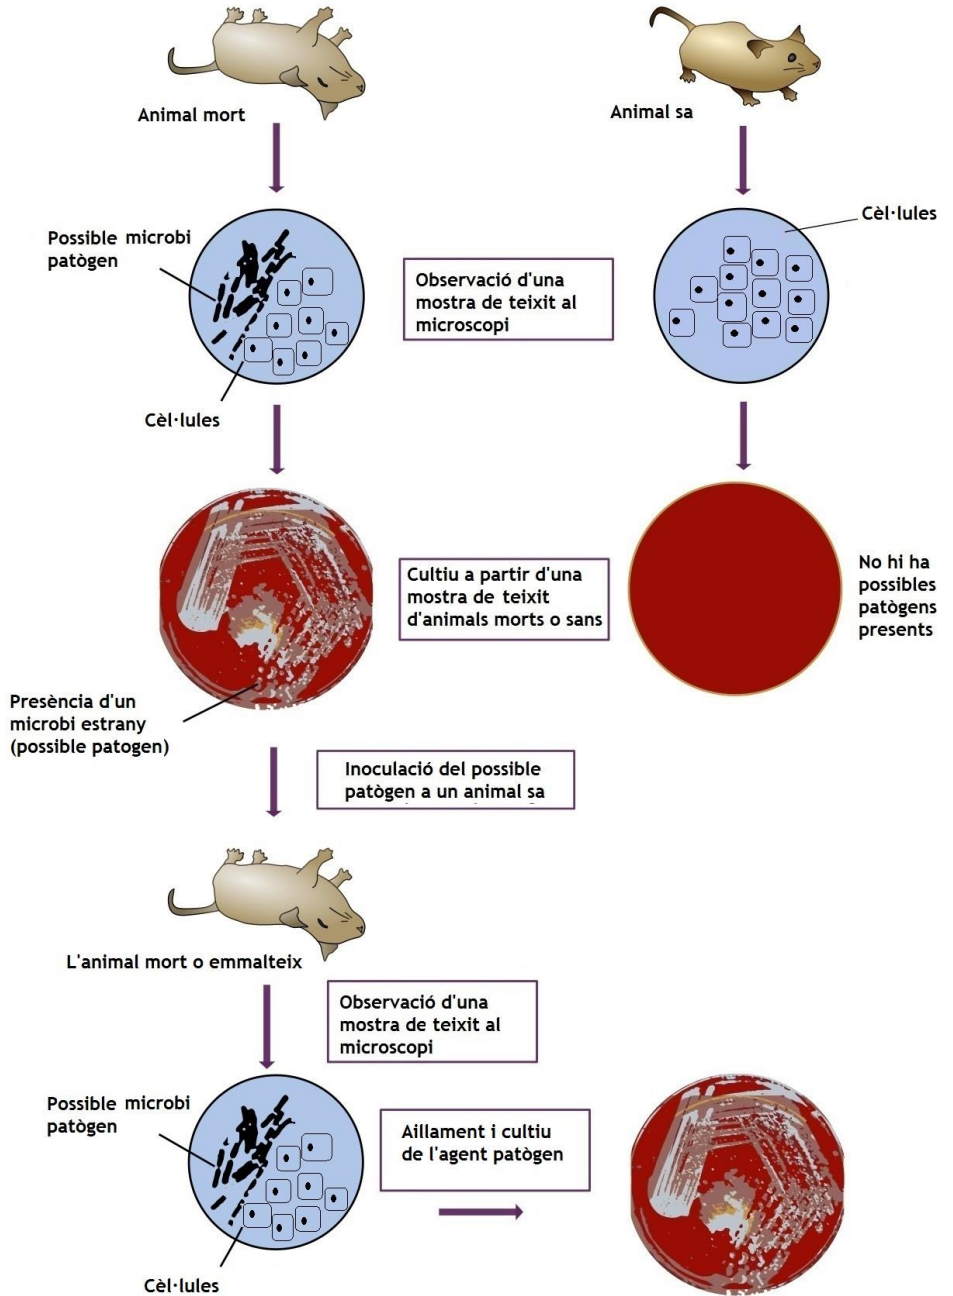 Animal mort
Animal sa
Possible microbi
patògen
Cèl·lules
Observació d'una
mostra de teixit al
microscopi
Cèl·lules
Cultiu a partir d'una
mostra de teixit
d'animals morts o sans
No hi ha
possibles
patògens
presents
Presència d'un
microbi estrany
(possible patogen)
Inoculació del possible
patògen a un animal sa
L'animal mort o emmalteix
Observació d'una
mostra de teixit al
microscopi
Possible microbi
patògen
Aillament i cultiu
de l'agent patògen
Cèl·lules